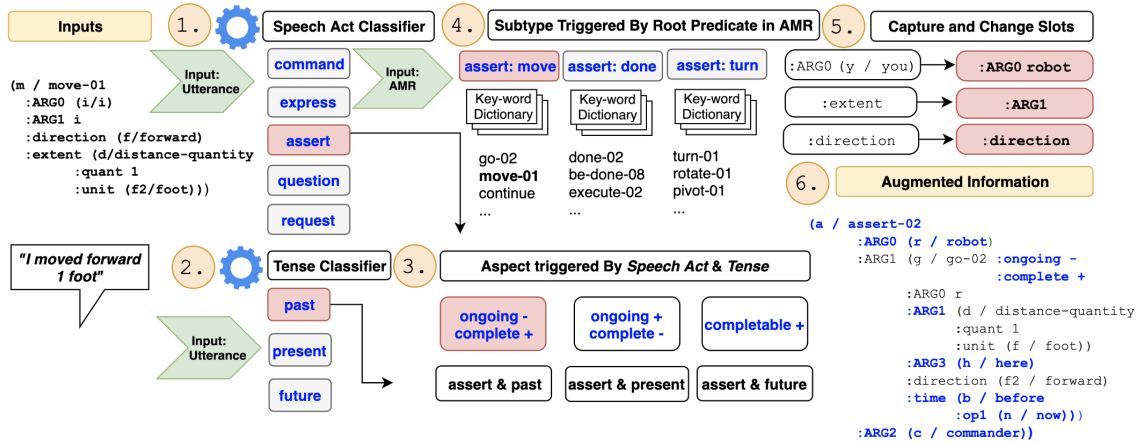 Inputs
(m / move-01
:ARG0 (i/i)
:ARG1 i
:direction (f/forward)
:extent (d/distance-quantity
:quant 1
:unit (f2/foot)))
"I moved forward
1 foot"
1.
Speech Act Classifier
Input:
Utterance
command
express
assert
question
request
Input:
AMR
2.
Tense Classifier
Input:
Utterance
past
present
future
3.
Aspect triggered By Speech Act & Tense
ongoing -
complete +
ongoing +
complete -
completable +
assert & past
assert & present
assert & future
4.
Subtype Triggered By Root Predicate in AMR
assert: move
assert: done
assert: turn
Key-word
Dictionary
Key-word
Dictionary
Key-word
Dictionary
go-02
move-01
continue
...
done-02
be-done-08
execute-02
...
turn-01
rotate-01
pivot-01
...
5.
Capture and Change Slots
:ARG0 (y / you)
:ARG0 robot
:extent
:ARG1
:direction
:direction
6.
Augmented Information
(a / assert-02
:ARG0 (r / robot)
:ARG1 (g / go-02 :ongoing -
:complete +
:ARG0 r
:ARG1 (d / distance-quantity
:quant 1
:unit (f / foot))
:ARG3 (h / here)
:direction (f2 / forward)
:time (b / before
:op1 (n / now)))
:ARG2 (c / commander))